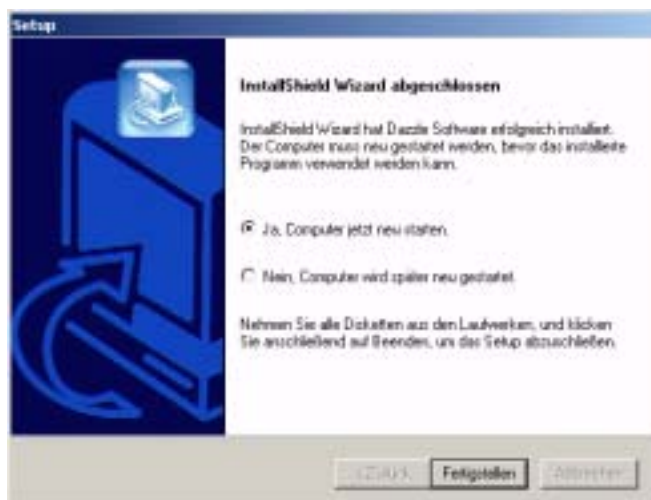 Setup
InstallShield Wizard abgeschlossen
InstallShield Wizard hat Dazzle Software erfolgreich installiert.
Der Computer muss neu gestartet werden, bevor das installierte
Programm verwendet werden kann.
Ja, Computer jetzt neu starten.
Nein, Computer wird später neu gestartet.
Nehmen Sie alle Disketten aus den Laufwerken, und klicken
Sie anschließend auf Beenden, um das Setup abzuschließen.
< Zurück Fertigstellen Abbrechen